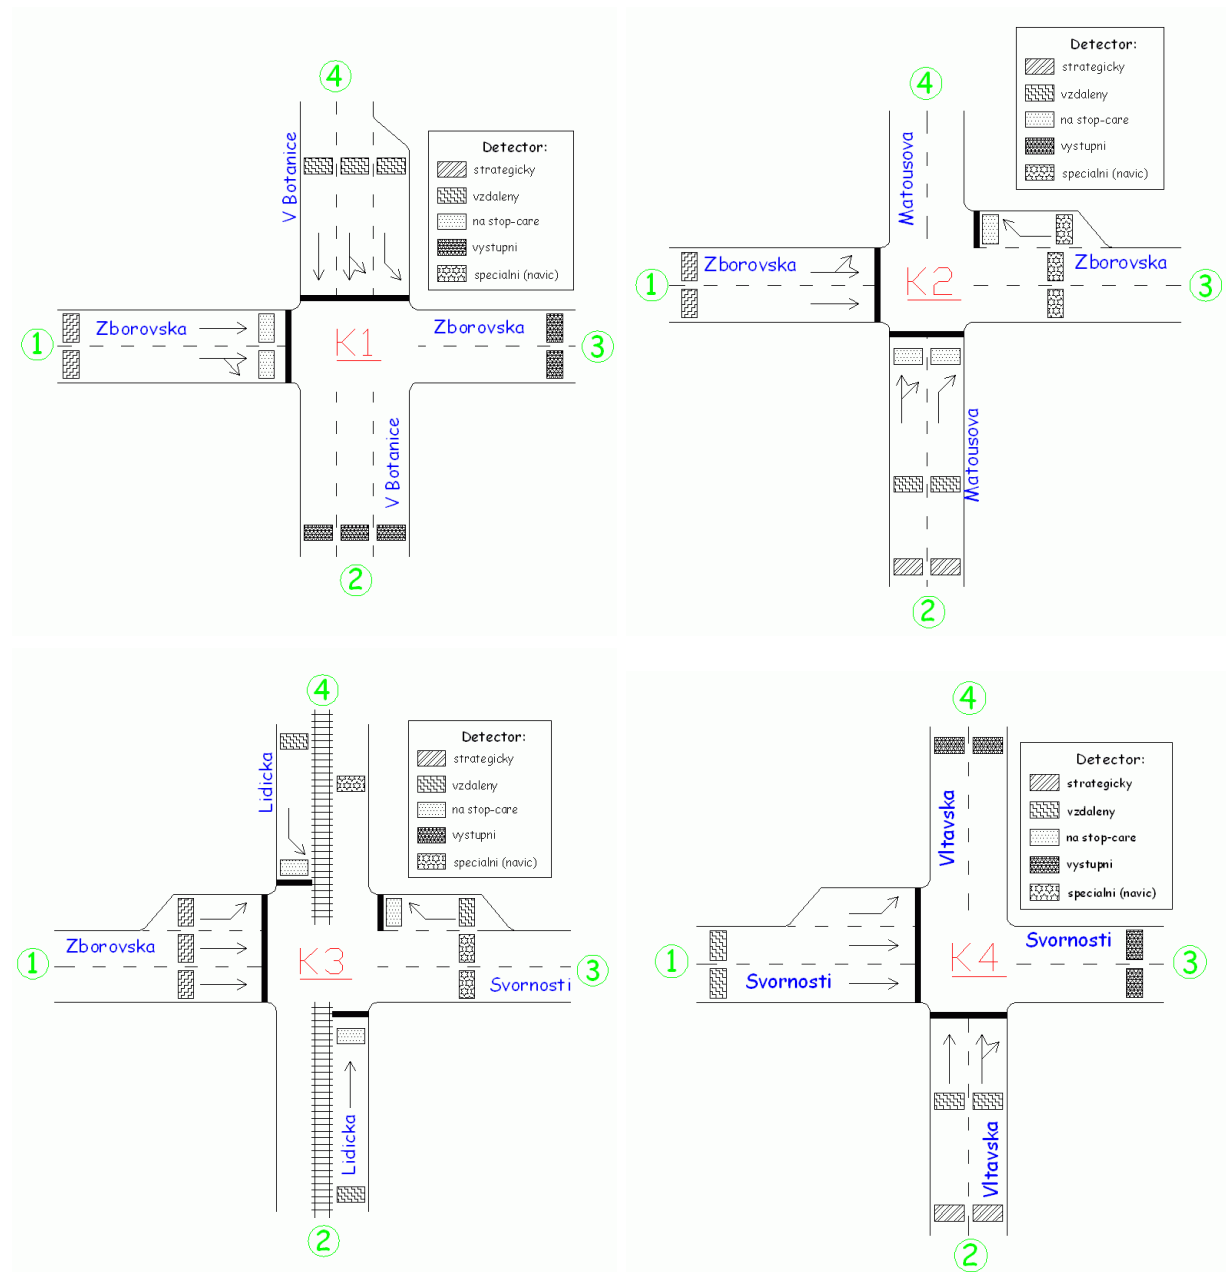 4
V Botanice
Detector:
strategicky
vzdaleny
na stop-care
vystupni
specialni (navic)
1
Zborovska
K1
Zborovska
3
V Botanice
2
4
Matousova
Detector:
strategicky
vzdaleny
na stop-care
vystupni
specialni (navic)
1
Zborovska
K2
Zborovska
3
Matousova
2
4
Lidicka
Detector:
strategicky
vzdaleny
na stop-care
vystupni
specialni (navic)
1
Zborovska
K3
Svornosti
3
Lidicka
2
4
Vltavska
Detector:
strategicky
vzdaleny
na stop-care
vystupni
specialni (navic)
1
Svornosti
K4
Svornosti
3
Vltavska
2